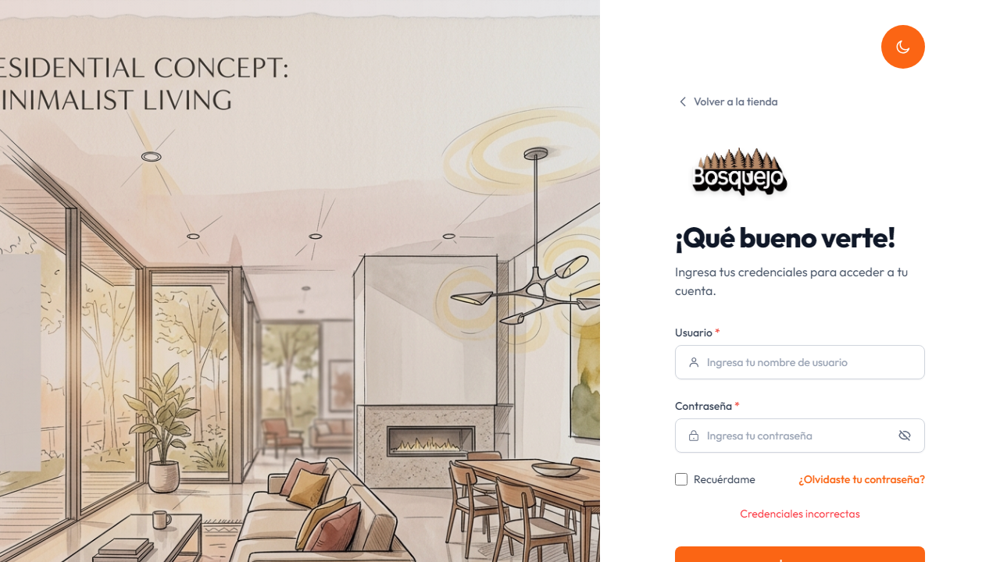 ESIDENTIAL CONCEPT:
INIMALIST LIVING
Volver a la tienda
Bosquejo
¡Qué bueno verte!
Ingresa tus credenciales para acceder a tu
cuenta.
Usuario *
Ingresa tu nombre de usuario
Contraseña *
Ingresa tu contraseña
Recuérdame
¿Olvidaste tu contraseña?
Credenciales incorrectas